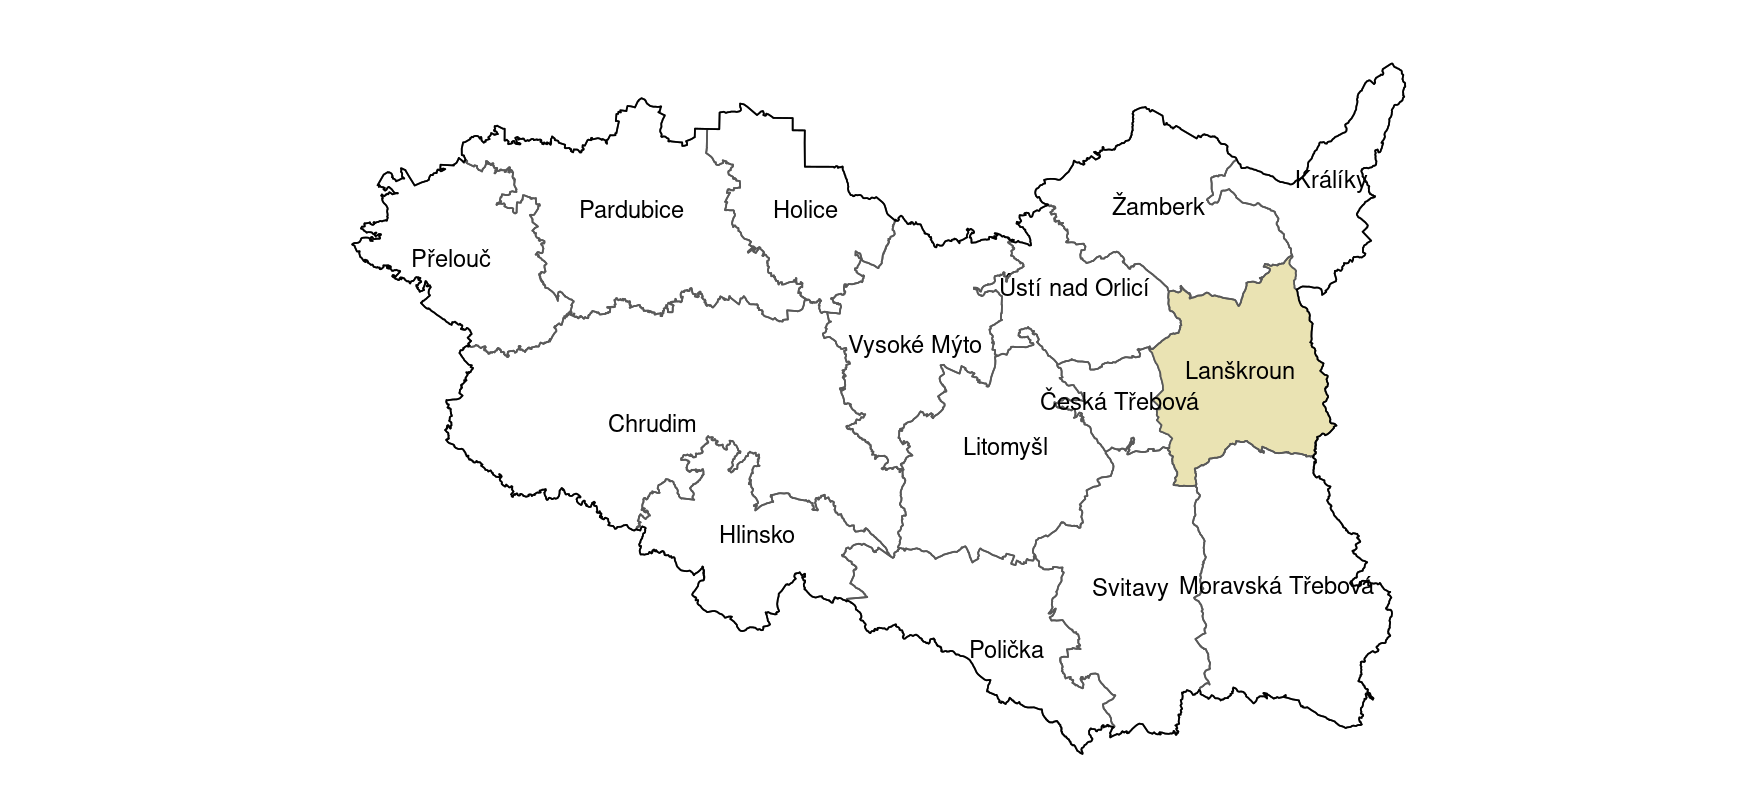 Králíky
Žamberk
Pardubice
Holice
Přelouč
Ústí nad Orlicí
Vysoké Mýto
Lanškroun
Česká Třebová
Chrudim
Litomyšl
Hlinsko
Svitavy
Moravská Třebová
Polička